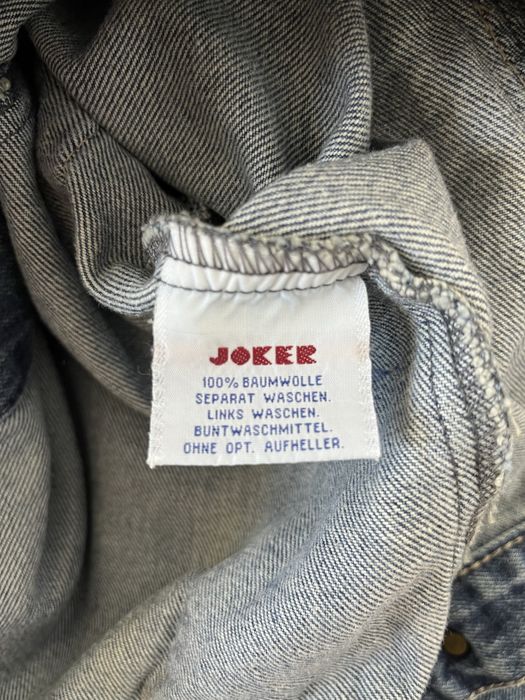 JOKER
100% BAUMWOLLE
SEPARAT WASCHEN.
LINKS WASCHEN.
BUNTWASCHMITTEL.
OHNE OPT. AUFHELLER.